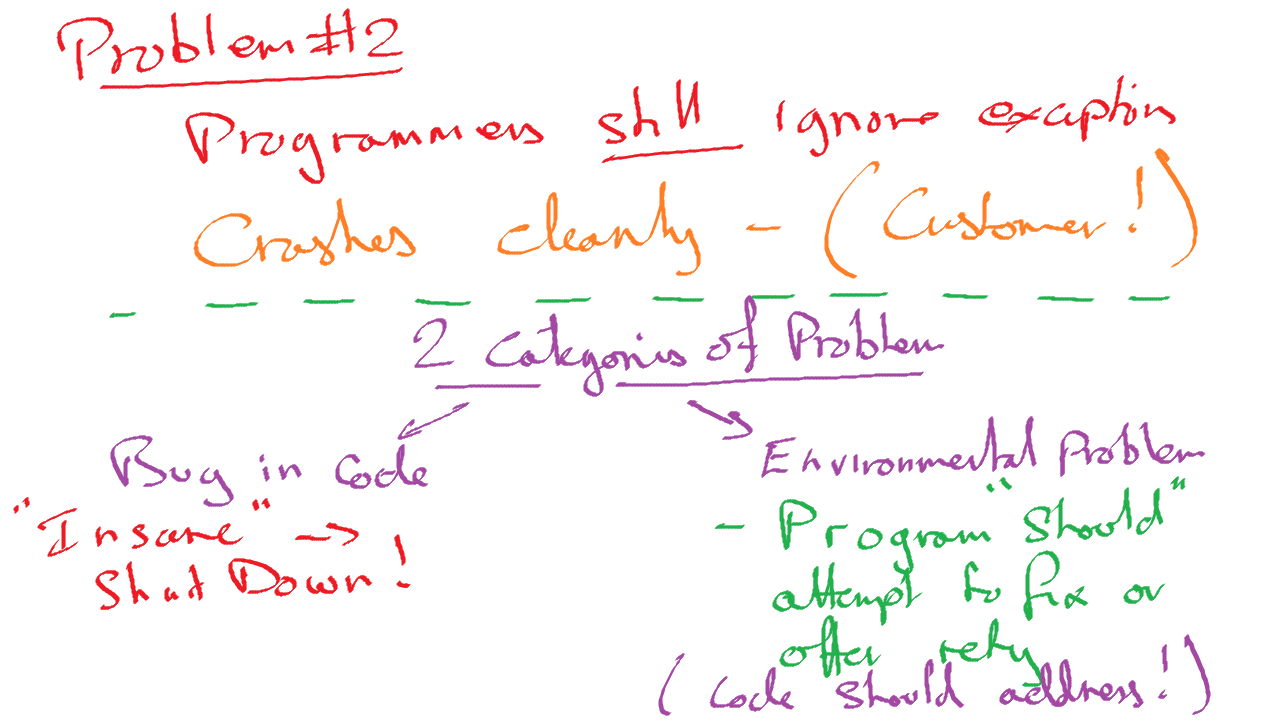 Problem #2
Programmers still ignore exceptions
Crashes cleanly - (Customer!)
2 Categories of Problem
Bug in Code
"Insane" -> Shut Down!
Environmental Problem
- Program "should"
attempt to fix or
offer retry
(Code should address!)